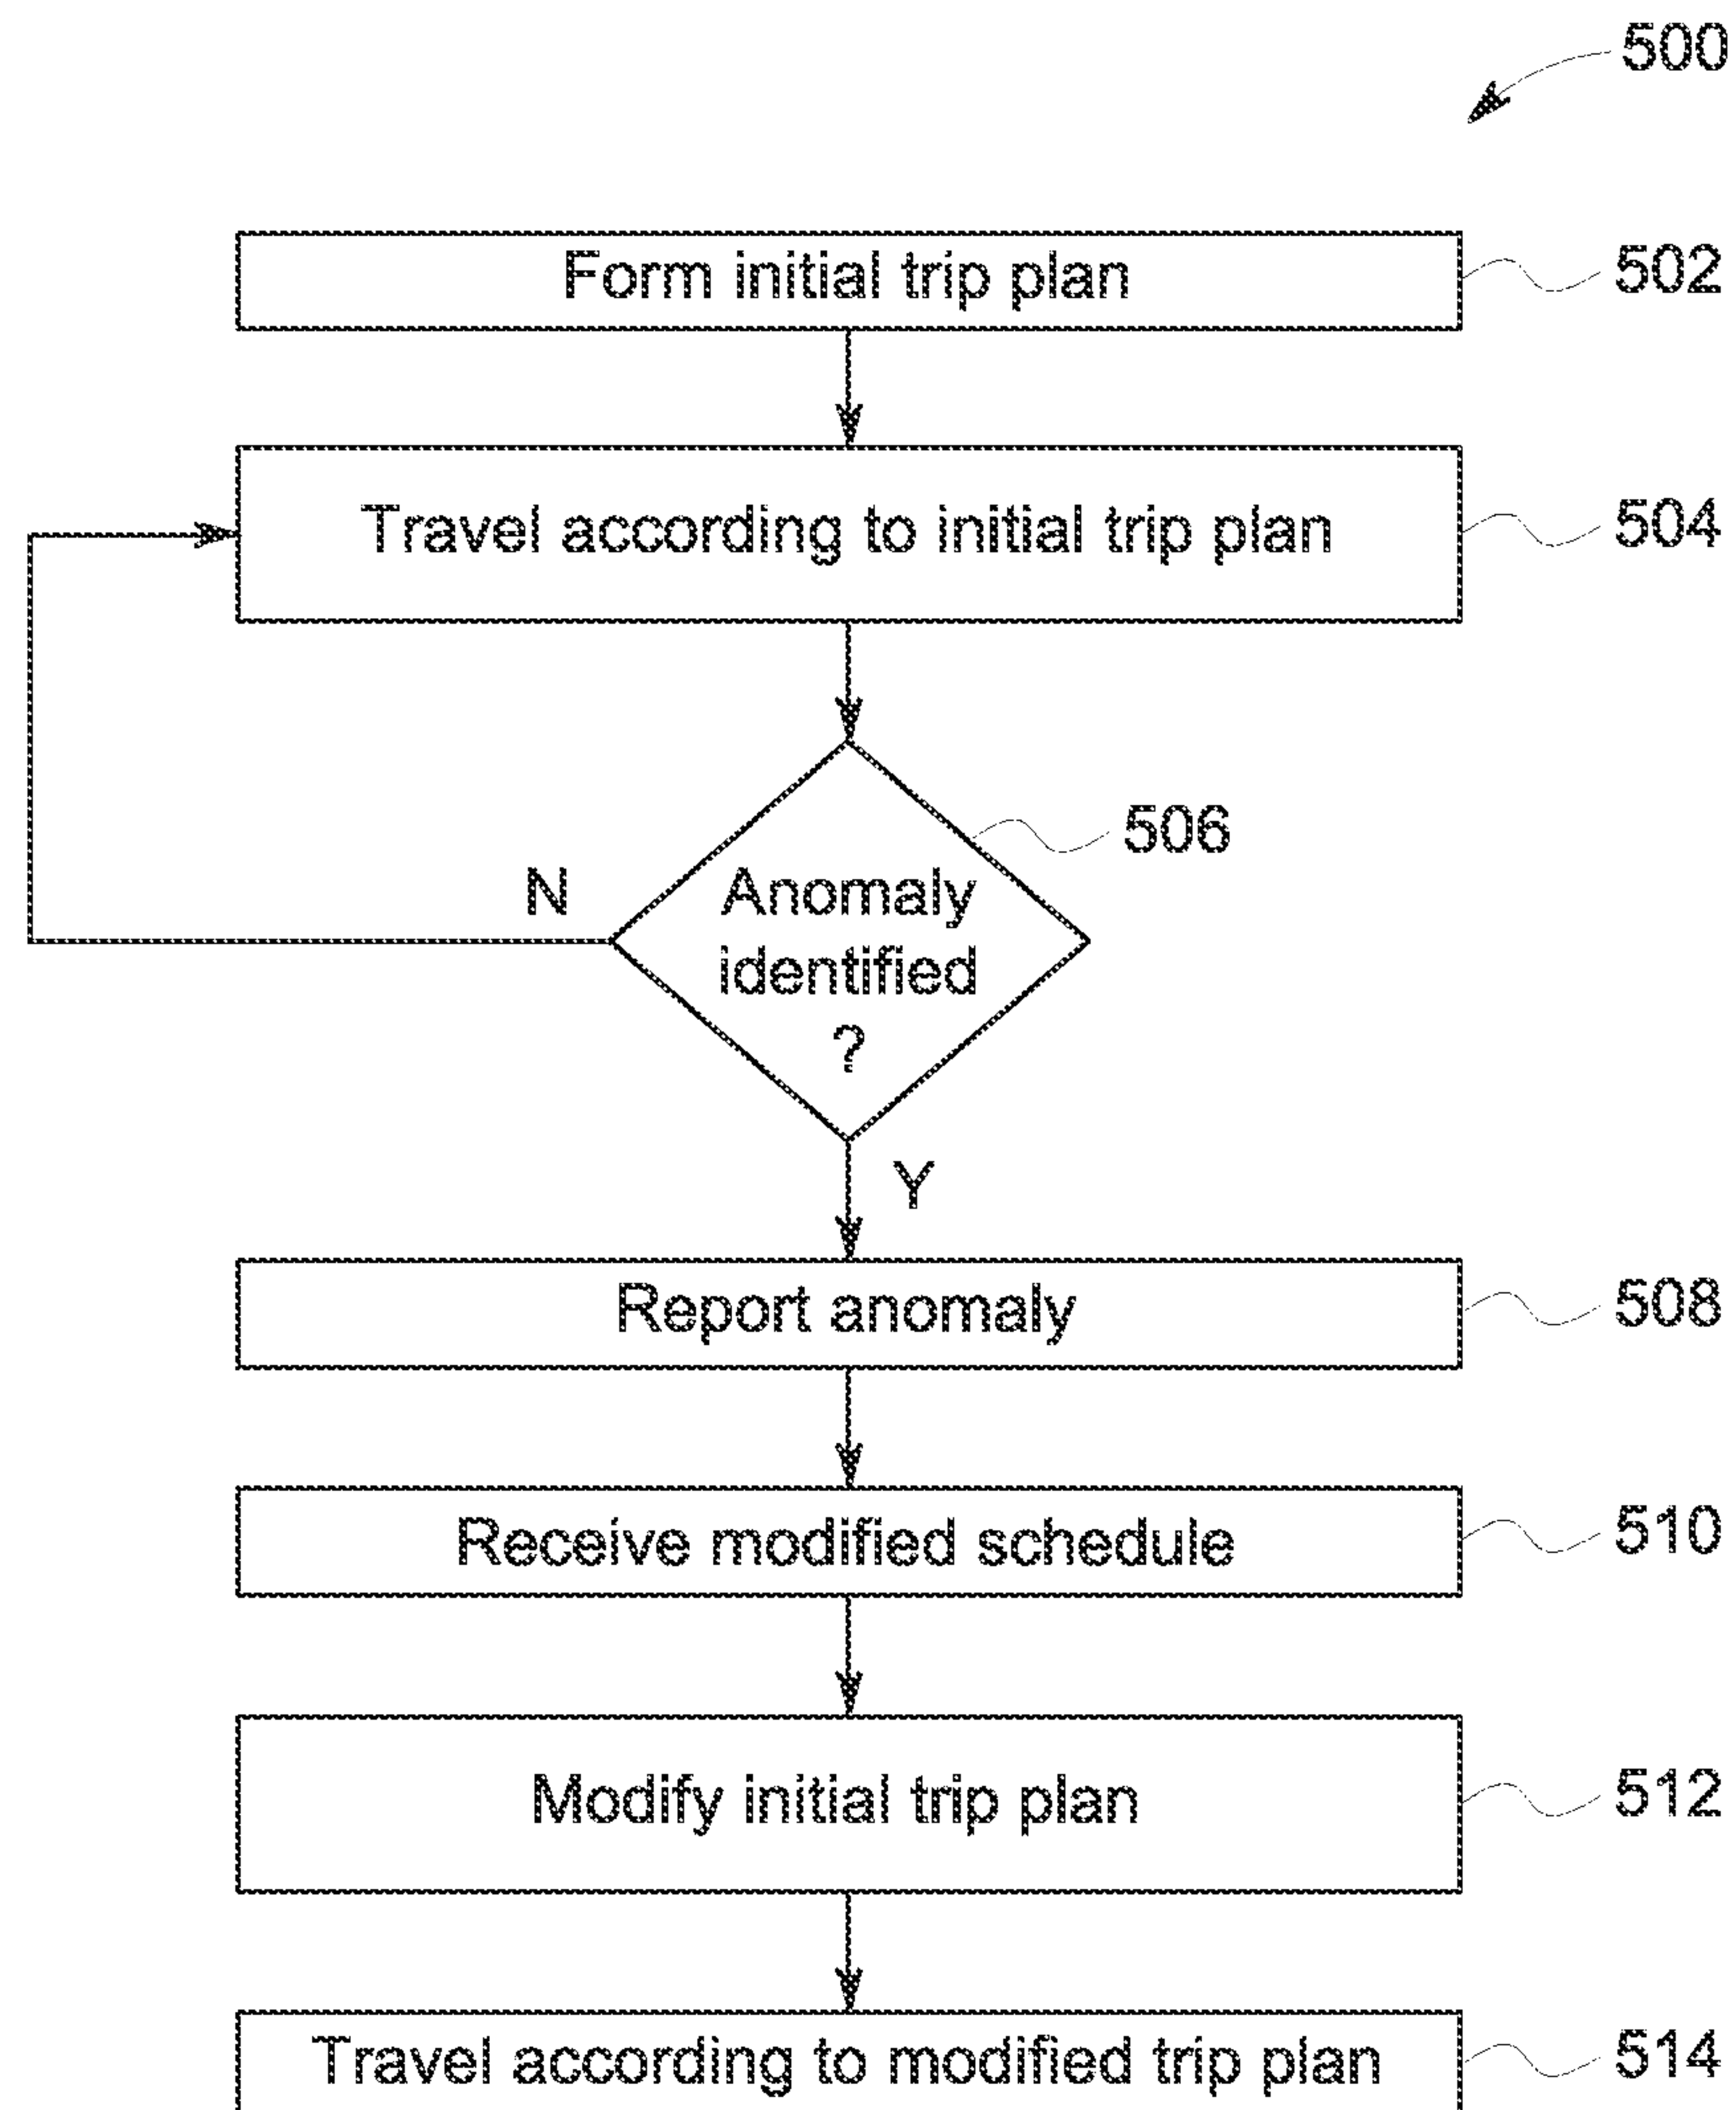 500
Form initial trip plan
502
Travel according to initial trip plan
504
506
N
Anomaly
identified
?
Y
Report anomaly
508
Receive modified schedule
510
Modify initial trip plan
512
Travel according to modified trip plan
514